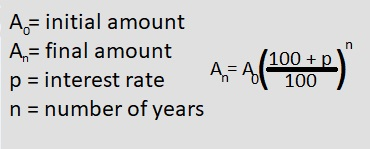 A₀= initial amount
Aₙ= final amount
p = interest rate
n = number of years
Aₙ= A₀(100 + p / 100)ⁿ